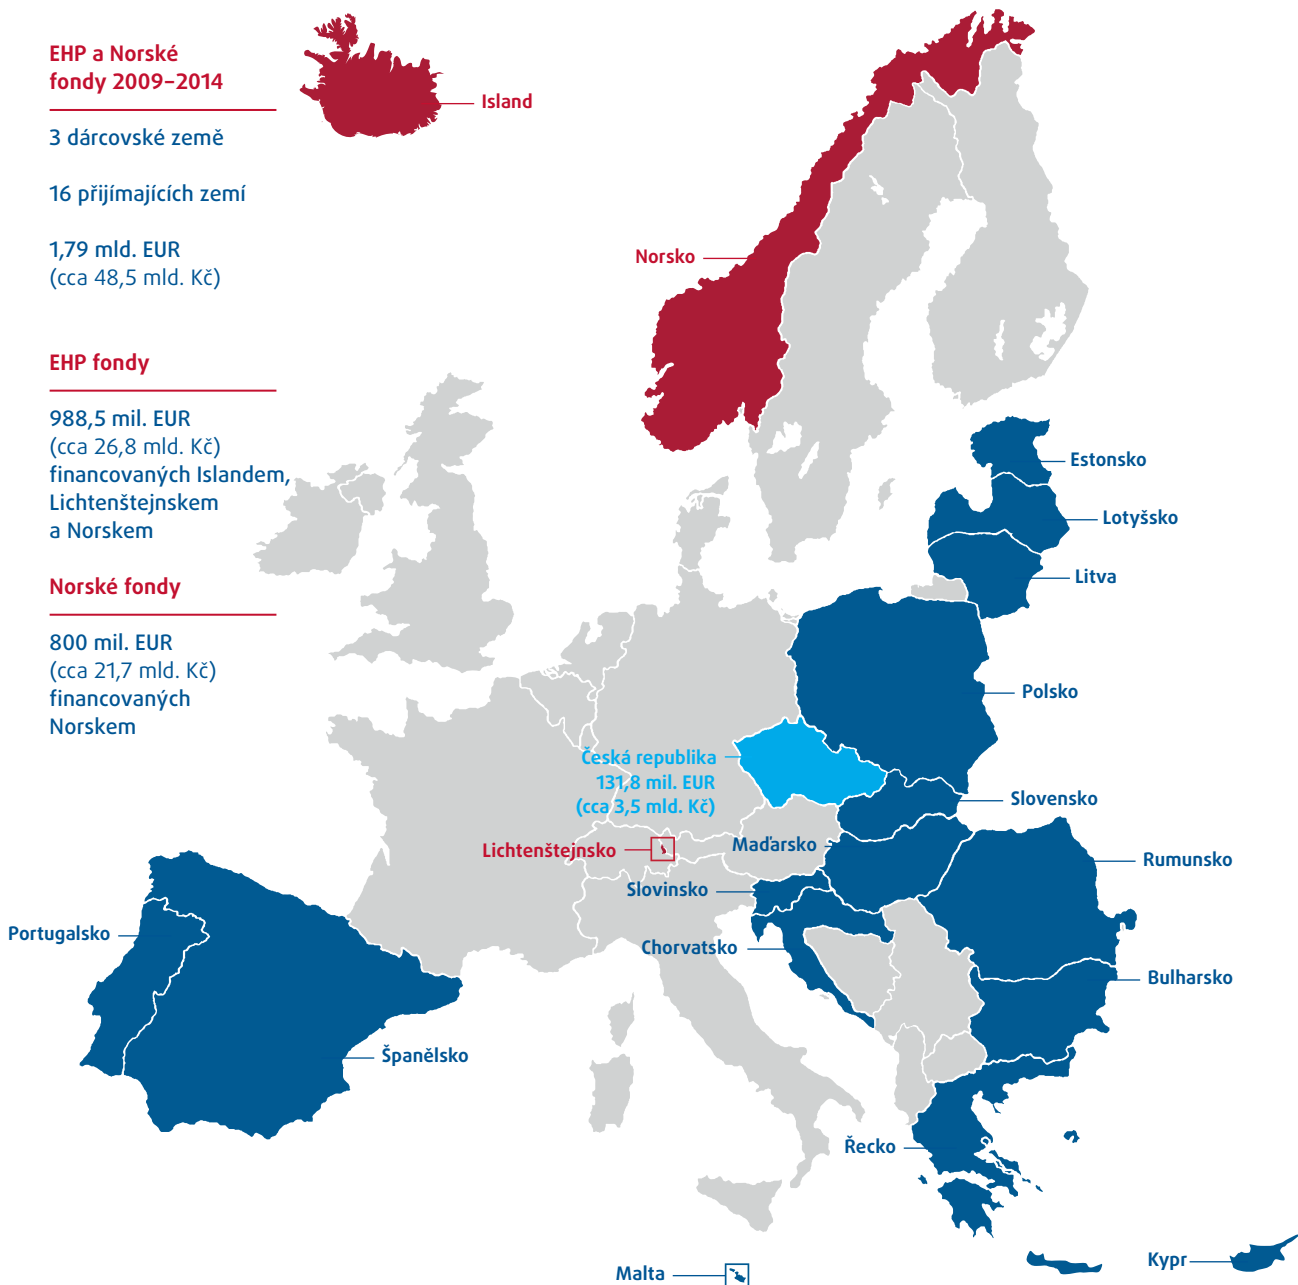 EHP a Norské
fondy 2009–2014
3 dárcovské země
16 přijímajících zemí
1,79 mld. EUR
(cca 48,5 mld. Kč)
EHP fondy
988,5 mil. EUR
(cca 26,8 mld. Kč)
financovaných Islandem,
Lichtenštejnskem
a Norskem
Norské fondy
800 mil. EUR
(cca 21,7 mld. Kč)
financovaných
Norskem
Island
Norsko
Estonsko
Lotyšsko
Litva
Polsko
Česká republika
131,8 mil. EUR
(cca 3,5 mld. Kč)
Slovensko
Maďarsko
Lichtenštejnsko
Rumunsko
Slovinsko
Portugalsko
Chorvatsko
Bulharsko
Španělsko
Řecko
Kypr
Malta